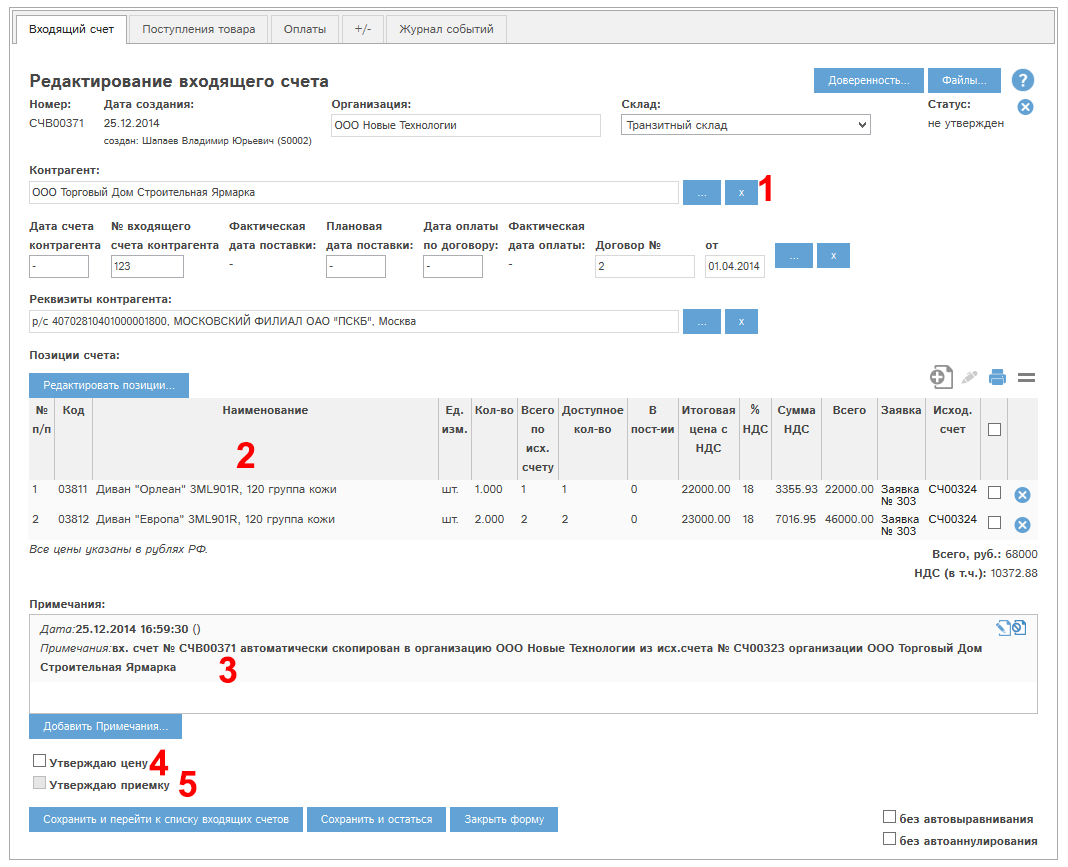 Входящий счет Поступления товара Оплаты +/- Журнал событий
Редактирование входящего счета Доверенность... Файлы... ?
Номер: Дата создания: Организация: Склад: Статус:
СЧВ00371 25.12.2014 ООО Новые Технологии Транзитный склад не утвержден
создан: Шапаев Владимир Юрьевич (S0002)
Контрагент:
ООО Торговый Дом Строительная Ярмарка ... x 1
Дата счета № входящего Фактическая Плановая Дата оплаты Фактическая
контрагента счета контрагента дата поставки: дата поставки: по договору: дата оплаты: Договор № от
- 123 - - - - 2 01.04.2014 ... x
Реквизиты контрагента:
р/с 40702810401000001800, МОСКОВСКИЙ ФИЛИАЛ ОАО "ПСКБ", Москва ... x
Позиции счета:
Редактировать позиции...
№ Код Наименование Ед. Кол-во Всего Доступное В Итоговая % Сумма Всего Заявка Исход.
п/п изм. по кол-во пост-ии цена с НДС НДС счет
исх. НДС
счету
2
1 03811 Диван "Орлеан" 3ML901R, 120 группа кожи шт. 1.000 1 1 0 22000.00 18 3355.93 22000.00 Заявка СЧ00324
№ 303
2 03812 Диван "Европа" 3ML901R, 120 группа кожи шт. 2.000 2 2 0 23000.00 18 7016.95 46000.00 Заявка СЧ00324
№ 303
Все цены указаны в рублях РФ.
Всего, руб.: 68000
НДС (в т.ч.): 10372.88
Примечания:
Дата:25.12.2014 16:59:30 ()
Примечания:вх. счет № СЧВ00371 автоматически скопирован в организацию ООО Новые Технологии из исх.счета № СЧ00323 организации ООО Торговый Дом
Строительная Ярмарка
3
Добавить Примечания...
Утверждаю цену 4
Утверждаю приемку 5
Сохранить и перейти к списку входящих счетов Сохранить и остаться Закрыть форму
без автовыравнивания
без автоаннулирования